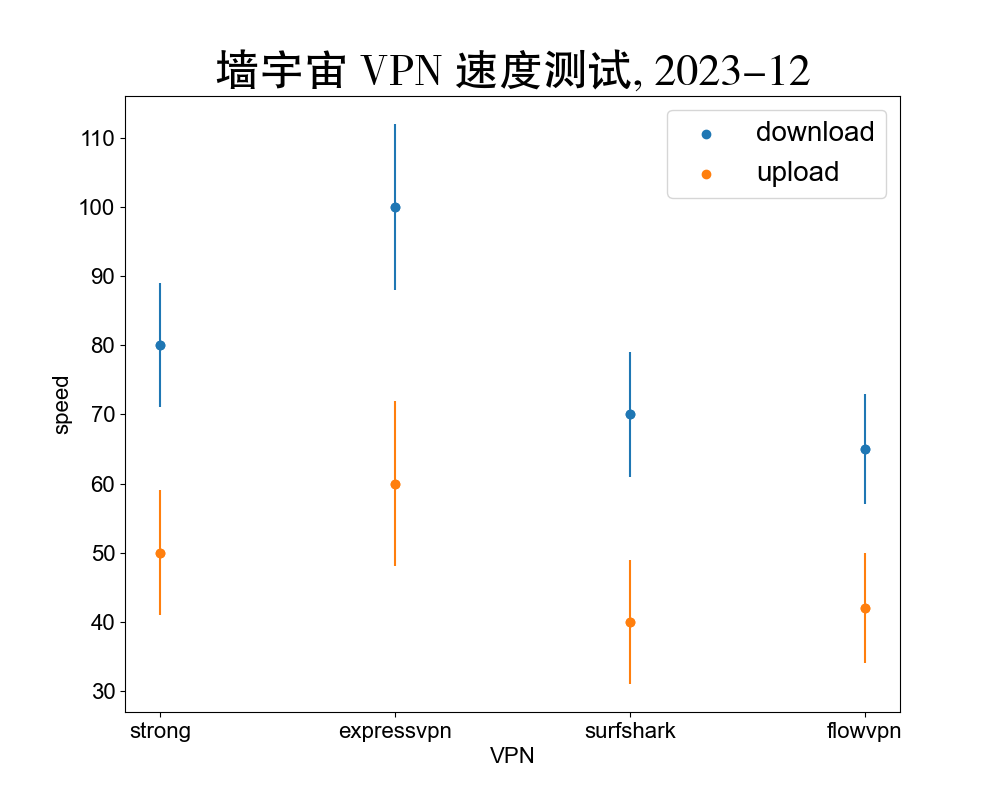 墙宇宙 VPN 速度测试, 2023-12
download
upload
110
100
90
80
70
60
50
40
30
speed
strong expressvpn surfshark flowvpn
VPN